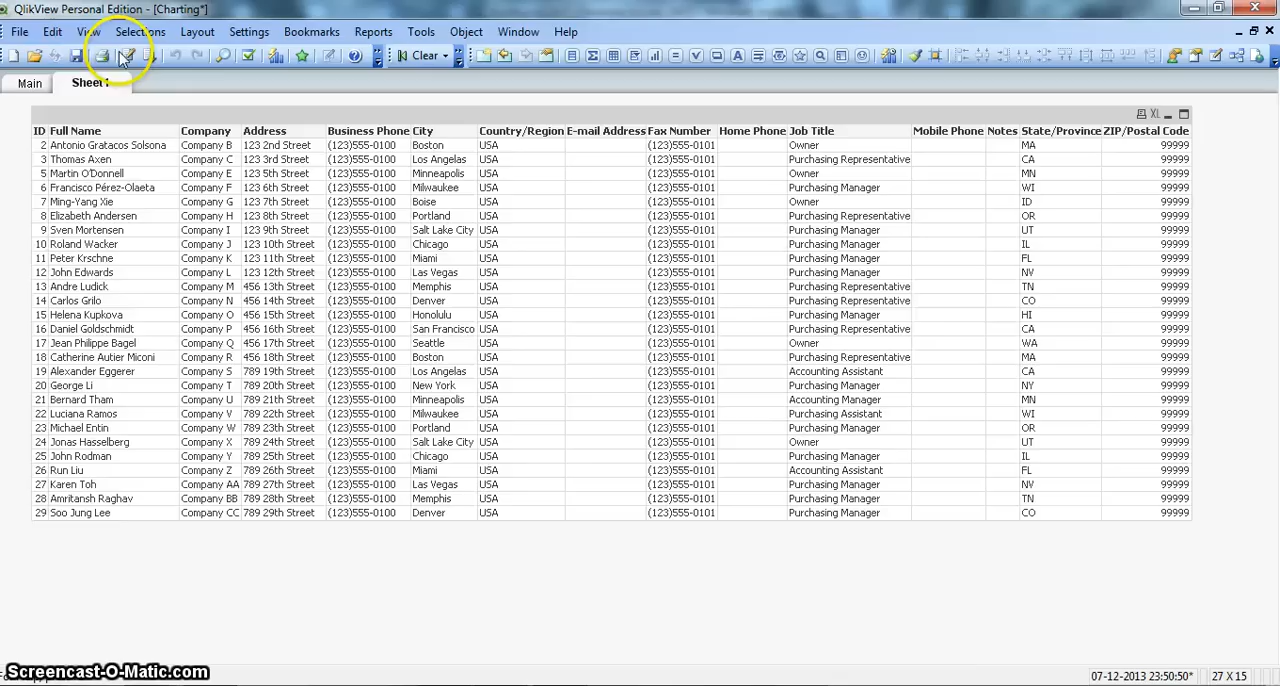 QlikView Personal Edition - [Charting*]
File Edit View Selections Layout Settings Bookmarks Reports Tools Object Window Help
Clear
Main Sheet1
XL
ID Full Name Company Address Business Phone City Country/Region E-mail Address Fax Number Home Phone Job Title Mobile Phone Notes State/Province ZIP/Postal Code
2 Antonio Gratacos Solsona Company B 123 2nd Street (123)555-0100 Boston USA (123)555-0101 Owner MA 99999
3 Thomas Axen Company C 123 3rd Street (123)555-0100 Los Angelas USA (123)555-0101 Purchasing Representative CA 99999
5 Martin O'Donnell Company E 123 5th Street (123)555-0100 Minneapolis USA (123)555-0101 Owner MN 99999
6 Francisco Pérez-Olaeta Company F 123 6th Street (123)555-0100 Milwaukee USA (123)555-0101 Purchasing Manager WI 99999
7 Ming-Yang Xie Company G 123 7th Street (123)555-0100 Boise USA (123)555-0101 Owner ID 99999
8 Elizabeth Andersen Company H 123 8th Street (123)555-0100 Portland USA (123)555-0101 Purchasing Representative OR 99999
9 Sven Mortensen Company I 123 9th Street (123)555-0100 Salt Lake City USA (123)555-0101 Purchasing Manager UT 99999
10 Roland Wacker Company J 123 10th Street (123)555-0100 Chicago USA (123)555-0101 Purchasing Manager IL 99999
11 Peter Krschne Company K 123 11th Street (123)555-0100 Miami USA (123)555-0101 Purchasing Manager FL 99999
12 John Edwards Company L 123 12th Street (123)555-0100 Las Vegas USA (123)555-0101 Purchasing Manager NV 99999
13 Andre Ludick Company M 456 13th Street (123)555-0100 Memphis USA (123)555-0101 Purchasing Representative TN 99999
14 Carlos Grilo Company N 456 14th Street (123)555-0100 Denver USA (123)555-0101 Purchasing Representative CO 99999
15 Helena Kupkova Company O 456 15th Street (123)555-0100 Honolulu USA (123)555-0101 Purchasing Manager HI 99999
16 Daniel Goldschmidt Company P 456 16th Street (123)555-0100 San Francisco USA (123)555-0101 Purchasing Representative CA 99999
17 Jean Philippe Bagel Company Q 456 17th Street (123)555-0100 Seattle USA (123)555-0101 Owner WA 99999
18 Catherine Autier Miconi Company R 456 18th Street (123)555-0100 Boston USA (123)555-0101 Purchasing Representative MA 99999
19 Alexander Eggerer Company S 789 19th Street (123)555-0100 Los Angelas USA (123)555-0101 Accounting Assistant CA 99999
20 George Li Company T 789 20th Street (123)555-0100 New York USA (123)555-0101 Purchasing Manager NY 99999
21 Bernard Tham Company U 789 21th Street (123)555-0100 Minneapolis USA (123)555-0101 Accounting Manager MN 99999
22 Luciana Ramos Company V 789 22th Street (123)555-0100 Milwaukee USA (123)555-0101 Purchasing Assistant WI 99999
23 Michael Entin Company W 789 23th Street (123)555-0100 Portland USA (123)555-0101 Purchasing Manager OR 99999
24 Jonas Hasselberg Company X 789 24th Street (123)555-0100 Salt Lake City USA (123)555-0101 Owner UT 99999
25 John Rodman Company Y 789 25th Street (123)555-0100 Chicago USA (123)555-0101 Purchasing Manager IL 99999
26 Run Liu Company Z 789 26th Street (123)555-0100 Miami USA (123)555-0101 Accounting Assistant FL 99999
27 Karen Toh Company AA 789 27th Street (123)555-0100 Las Vegas USA (123)555-0101 Purchasing Manager NV 99999
28 Amritansh Raghav Company BB 789 28th Street (123)555-0100 Memphis USA (123)555-0101 Purchasing Manager TN 99999
29 Soo Jung Lee Company CC 789 29th Street (123)555-0100 Denver USA (123)555-0101 Purchasing Manager CO 99999
Screencast-O-Matic.com 07-12-2013 23:50:50* 27 X 15